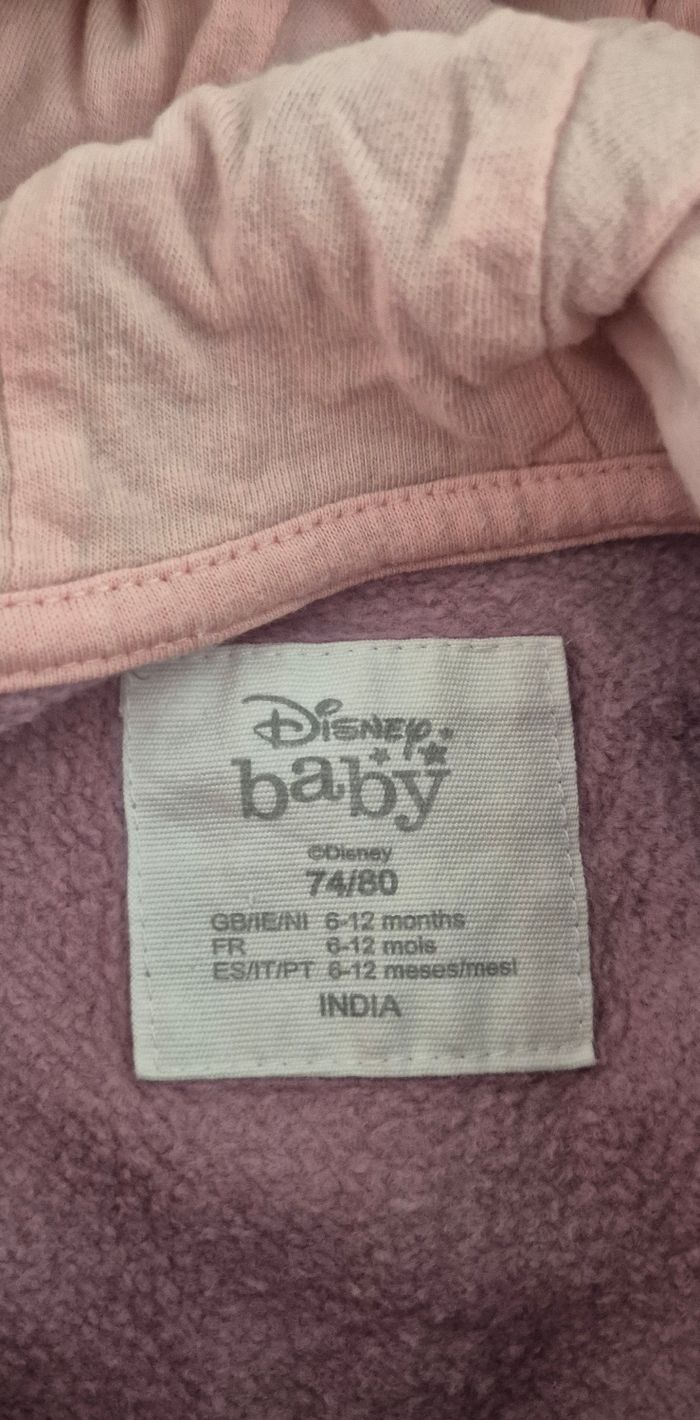 Disney
baby
©Disney
74/80
GB/IE/NI 6-12 months
FR 6-12 mois
ES/IT/PT 6-12 meses/mesi
INDIA